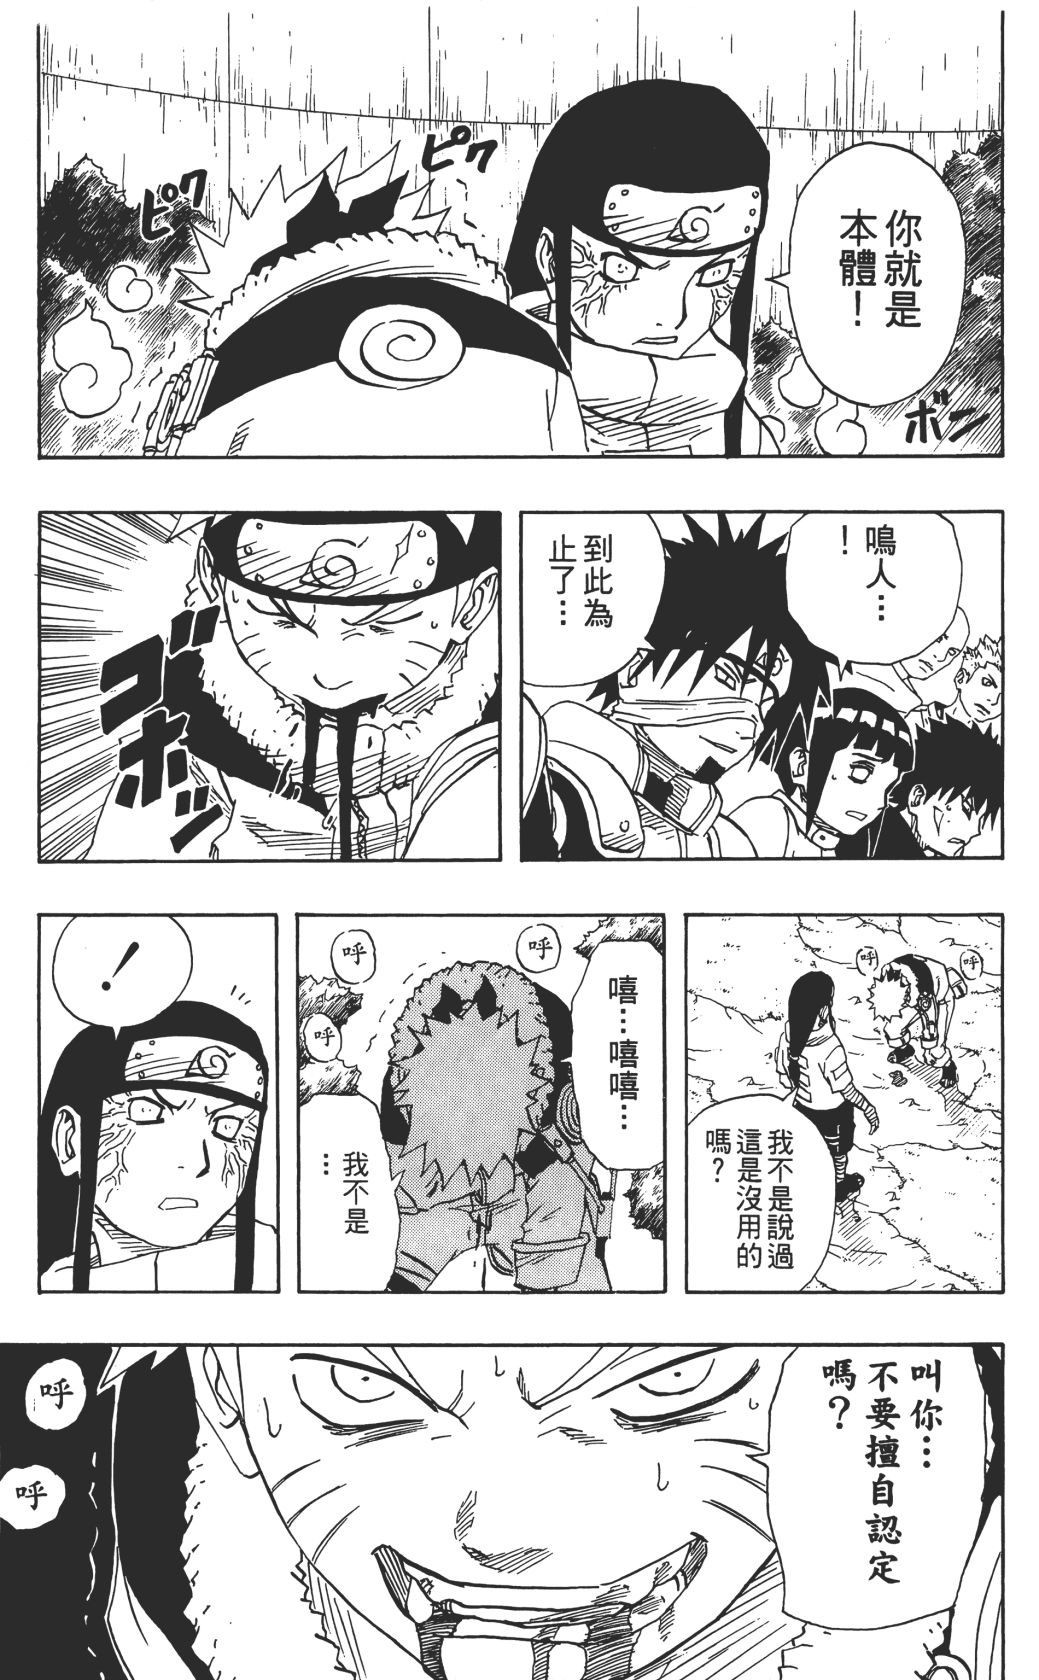 你就是
本體！
ピク
ピク
ボン
鳴人…
！
到此為
止了…
ゴボボッ
呼
呼
我不是說過
這是沒用的
嗎？
嘻…嘻嘻…
呼
呼
呼
我不是
…
！
叫你…
不要擅自認定
嗎？
呼
呼